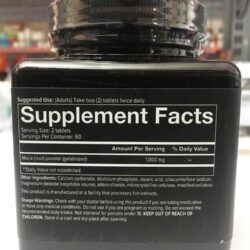 Suggested Use: (Adults) Take two (2) tablets twice daily.
Supplement Facts
Serving Size: 2 tablets
Servings Per Container: 60
Amount Per Serving % Daily Value
Maca (root) powder (gelatinized) 1,000 mg
**Daily Value not established
Other Ingredients: Calcium carbonate, dicalcium phosphate, stearic acid, croscarmellose sodium,
magnesium stearate (vegetable source), silicon dioxide, microcrystalline cellulose, modified cellulose
This product is manufactured in a facility that processes fish extracts.
Usage Warnings: Check with your doctor before using this product if you are taking medication
or have any medical conditions. Do not use if you are pregnant or nursing. Do not exceed the
recommended daily intake. Not intended for persons under 18. KEEP OUT OF REACH OF
CHILDREN. Store in a cool and dry place after opening.